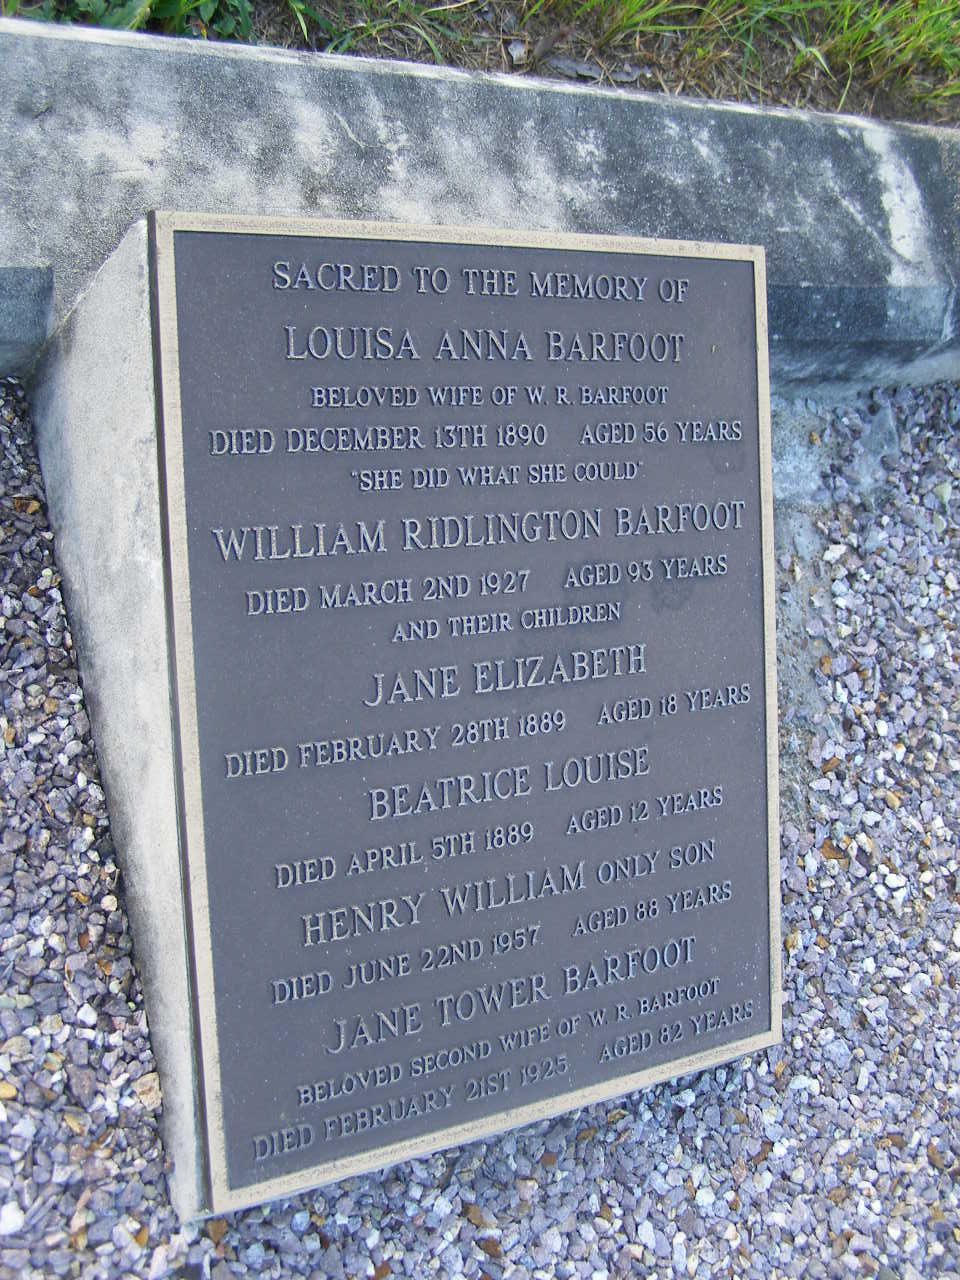 SACRED TO THE MEMORY OF
LOUISA ANNA BARFOOT
BELOVED WIFE OF W. R. BARFOOT
DIED DECEMBER 13TH 1890 AGED 56 YEARS
"SHE DID WHAT SHE COULD"
WILLIAM RIDLINGTON BARFOOT
DIED MARCH 2ND 1927 AGED 93 YEARS
AND THEIR CHILDREN
JANE ELIZABETH
DIED FEBRUARY 28TH 1889 AGED 18 YEARS
BEATRICE LOUISE
DIED APRIL 5TH 1889 AGED 12 YEARS
HENRY WILLIAM ONLY SON
DIED JUNE 22ND 1957 AGED 88 YEARS
JANE TOWER BARFOOT
BELOVED SECOND WIFE OF W. R. BARFOOT
DIED FEBRUARY 21ST 1925 AGED 82 YEARS